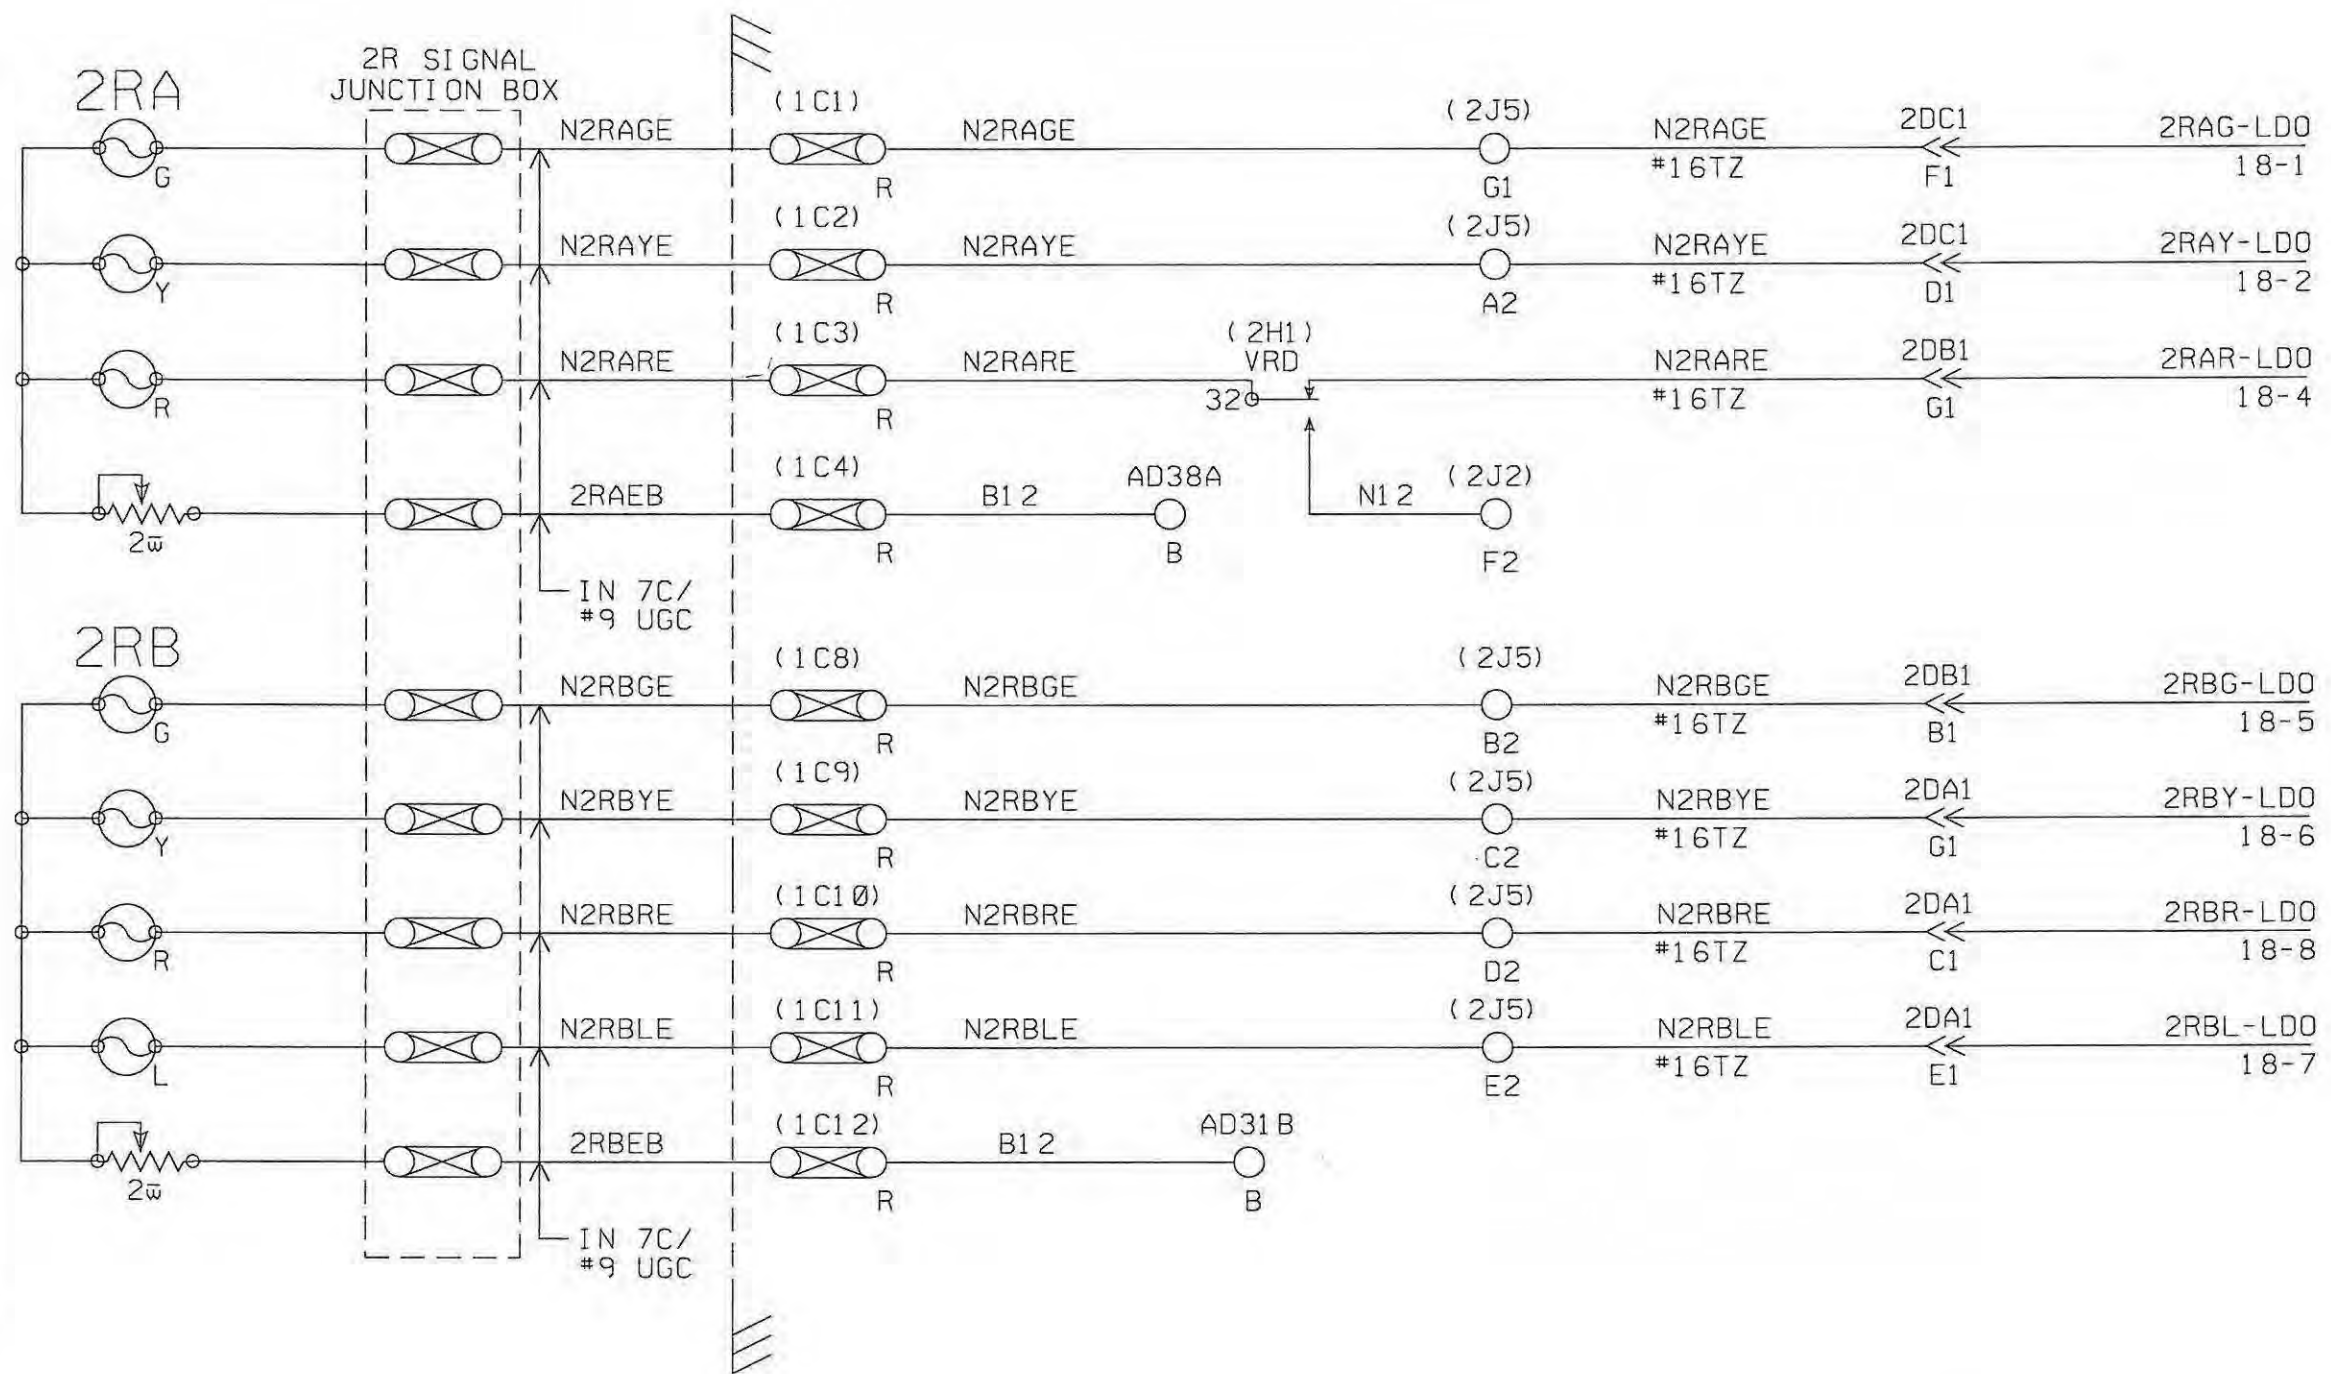 2R SIGNAL
JUNCTION BOX
2RA
(1C1)
(2J5)
N2RAGE
N2RAGE
N2RAGE
2DC1
2RAG-LDO
G
R
G1
#16TZ
F1
18-1
(1C2)
(2J5)
N2RAYE
N2RAYE
N2RAYE
2DC1
2RAY-LDO
Y
R
A2
#16TZ
D1
18-2
(1C3)
(2H1)
VRD
N2RARE
N2RARE
N2RARE
2DB1
2RAR-LDO
R
R
32
#16TZ
G1
18-4
(1C4)
AD38A
(2J2)
2RAEB
B12
N12
2ω̅
R
B
F2
IN 7C/
#9 UGC
2RB
(1C8)
(2J5)
N2RBGE
N2RBGE
N2RBGE
2DB1
2RBG-LDO
G
R
B2
#16TZ
B1
18-5
(1C9)
(2J5)
N2RBYE
N2RBYE
N2RBYE
2DA1
2RBY-LDO
Y
R
C2
#16TZ
G1
18-6
(1C10)
(2J5)
N2RBRE
N2RBRE
N2RBRE
2DA1
2RBR-LDO
R
R
D2
#16TZ
C1
18-8
(1C11)
(2J5)
N2RBLE
N2RBLE
N2RBLE
2DA1
2RBL-LDO
L
R
E2
#16TZ
E1
18-7
(1C12)
AD31B
2RBEB
B12
2ω̅
R
B
IN 7C/
#9 UGC